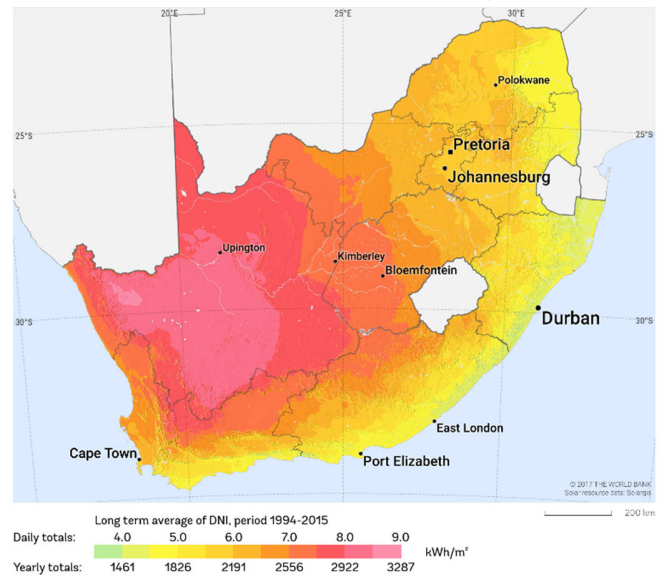 20°E 25°E 30°E
Polokwane
25°S 25°S
Pretoria
Johannesburg
Upington
Kimberley
Bloemfontein
30°S 30°S
Durban
East London
Cape Town
Port Elizabeth
© 2017 THE WORLD BANK
Solar resource data: Solargis
200 km
Long term average of DNI, period 1994-2015
Daily totals: 4.0 5.0 6.0 7.0 8.0 9.0
kWh/m²
Yearly totals: 1461 1826 2191 2556 2922 3287